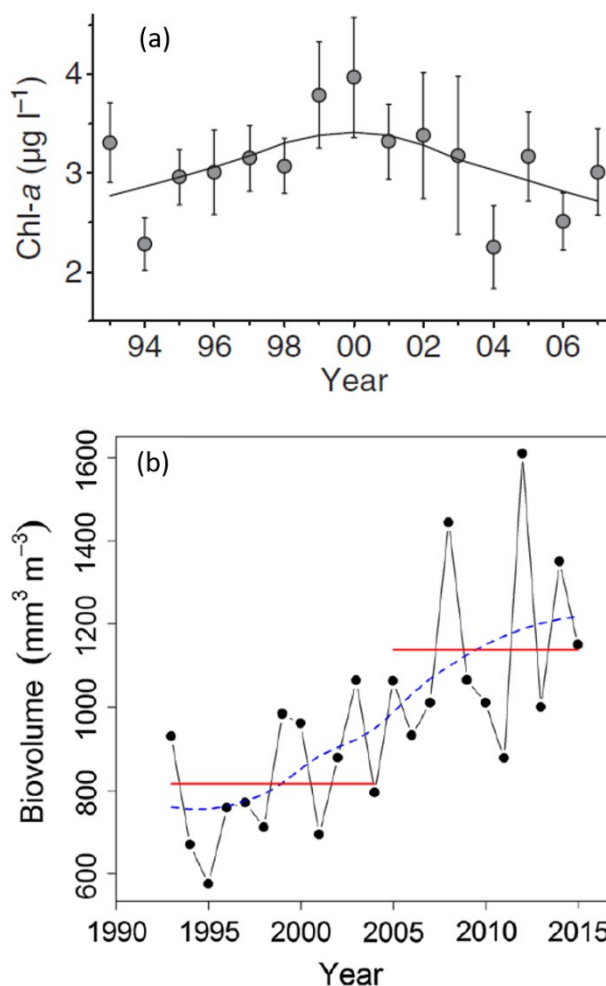 (a)
Chl-a (µg l⁻¹)
4
3
2
94 96 98 00 02 04 06
Year
(b)
Biovolume (mm³ m⁻³)
1600
1400
1200
1000
800
600
1990 1995 2000 2005 2010 2015
Year